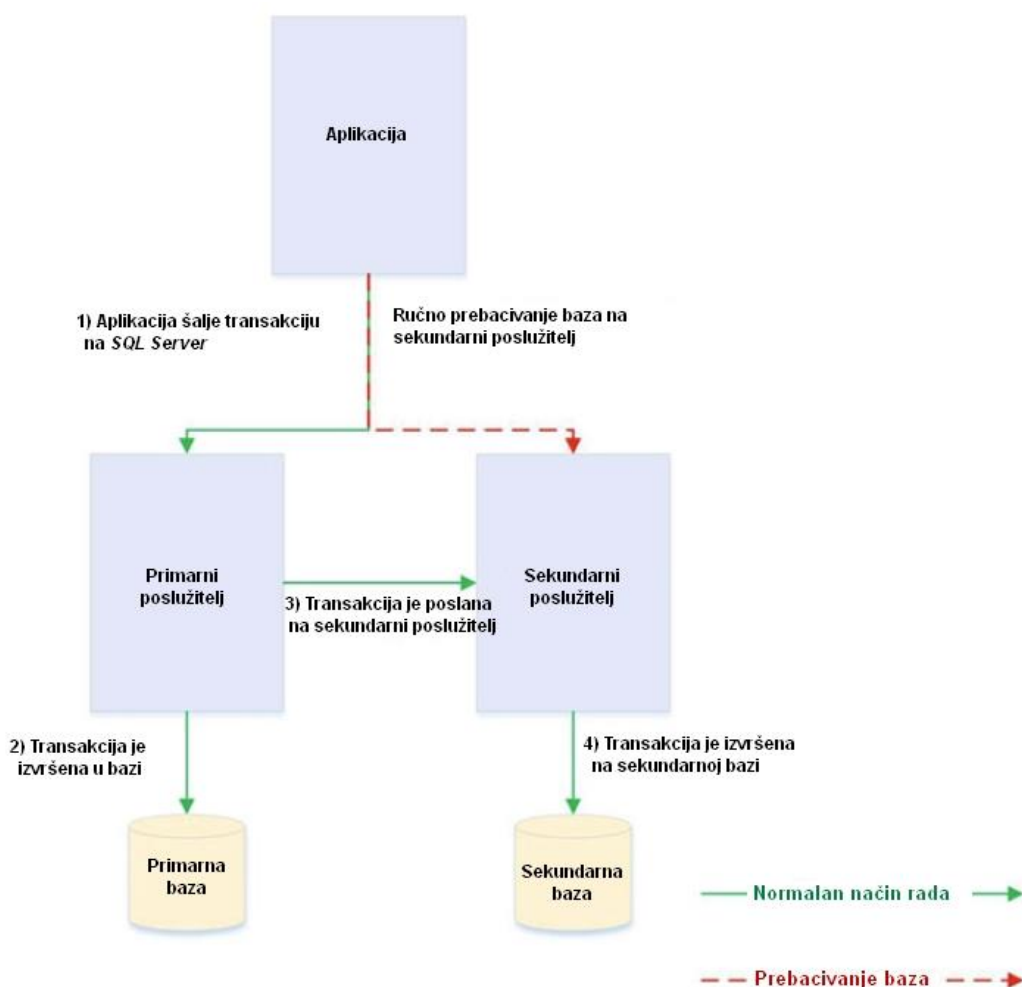 Aplikacija
1) Aplikacija šalje transakciju
na SQL Server
Ručno prebacivanje baza na
sekundarni poslužitelj
Primarni
poslužitelj
Sekundarni
poslužitelj
3) Transakcija je poslana
na sekundarni poslužitelj
2) Transakcija je
izvršena u bazi
4) Transakcija je izvršena
na sekundarnoj bazi
Primarna
baza
Sekundarna
baza
Normalan način rada
Prebacivanje baza